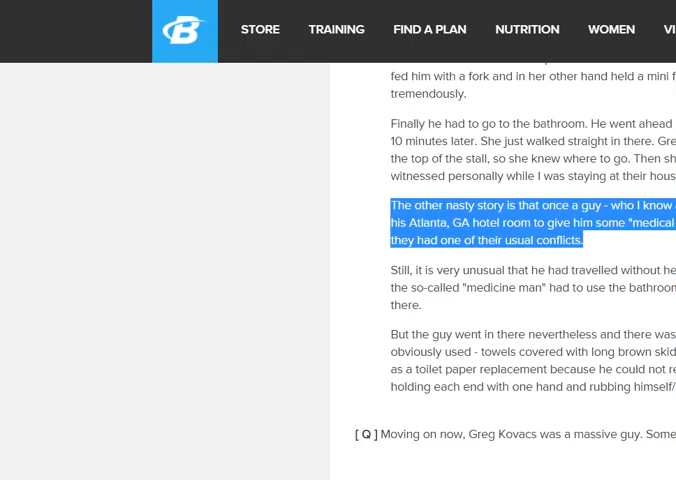 B
STORE TRAINING FIND A PLAN NUTRITION WOMEN
fed him with a fork and in her other hand held a mini
tremendously.
Finally he had to go to the bathroom. He went ahead
10 minutes later. She just walked straight in there.
the top of the stall, so she knew where to go. Then
witnessed personally while I was staying at their
The other nasty story is that once a guy - who I know
his Atlanta, GA hotel room to give him some "medical
they had one of their usual conflicts.
Still, it is very unusual that he had travelled without
the so-called "medicine man" had to use the bathroom
there.
But the guy went in there nevertheless and there was
obviously used - towels covered with long brown
as a toilet paper replacement because he could not
holding each end with one hand and rubbing himself/
[ Q ] Moving on now, Greg Kovacs was a massive guy. Some